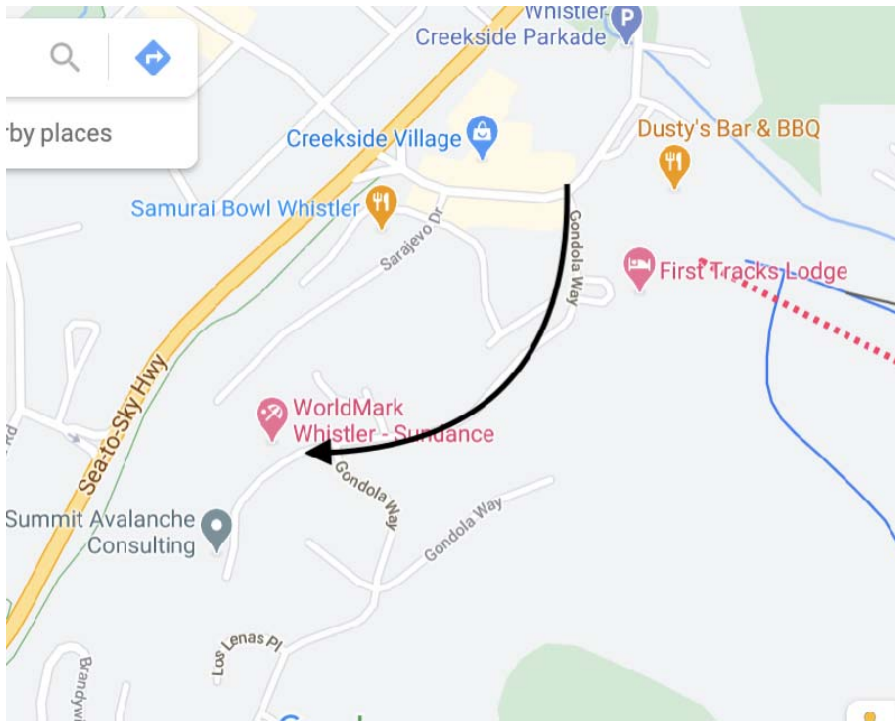 Whistler
Creekside Parkade
P
by places
Creekside Village
Dusty's Bar & BBQ
Samurai Bowl Whistler
Sarajevo Dr
Gondola Way
First Tracks Lodge
Sea-to-Sky Hwy
WorldMark
Whistler - Sundance
Gondola Way
Summit Avalanche
Consulting
Gondola Way
Los Lenas Pl